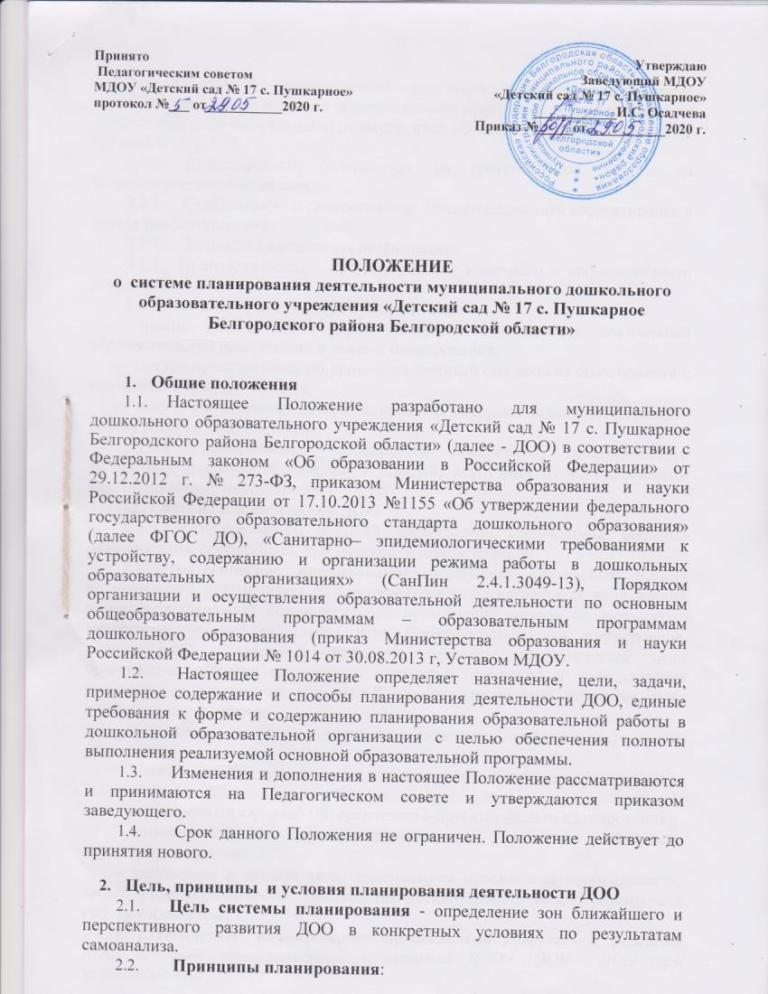 Принято
Педагогическим советом
МДОУ «Детский сад № 17 с. Пушкарное»
протокол № 5 от 29.05 2020 г.
Утверждаю
Заведующий МДОУ
«Детский сад № 17 с. Пушкарное»
И.С. Осадчева
Приказ № от 29.05 2020 г.
ПОЛОЖЕНИЕ
о системе планирования деятельности муниципального дошкольного
образовательного учреждения «Детский сад № 17 с. Пушкарное
Белгородского района Белгородской области»
1. Общие положения
1.1. Настоящее Положение разработано для муниципального
дошкольного образовательного учреждения «Детский сад № 17 с. Пушкарное
Белгородского района Белгородской области» (далее - ДОО) в соответствии с
Федеральным законом «Об образовании в Российской Федерации» от
29.12.2012 г. № 273-ФЗ, приказом Министерства образования и науки
Российской Федерации от 17.10.2013 №1155 «Об утверждении федерального
государственного образовательного стандарта дошкольного образования»
(далее ФГОС ДО), «Санитарно– эпидемиологическими требованиями к
устройству, содержанию и организации режима работы в дошкольных
образовательных организациях» (СанПин 2.4.1.3049-13), Порядком
организации и осуществления образовательной деятельности по основным
общеобразовательным программам – образовательным программам
дошкольного образования (приказ Министерства образования и науки
Российской Федерации № 1014 от 30.08.2013 г, Уставом МДОУ.
1.2. Настоящее Положение определяет назначение, цели, задачи,
примерное содержание и способы планирования деятельности ДОО, единые
требования к форме и содержанию планирования образовательной работы в
дошкольной образовательной организации с целью обеспечения полноты
выполнения реализуемой основной образовательной программы.
1.3. Изменения и дополнения в настоящее Положение рассматриваются
и принимаются на Педагогическом совете и утверждаются приказом
заведующего.
1.4. Срок данного Положения не ограничен. Положение действует до
принятия нового.
2. Цель, принципы и условия планирования деятельности ДОО
2.1. Цель системы планирования - определение зон ближайшего и
перспективного развития ДОО в конкретных условиях по результатам
самоанализа.
2.2. Принципы планирования: